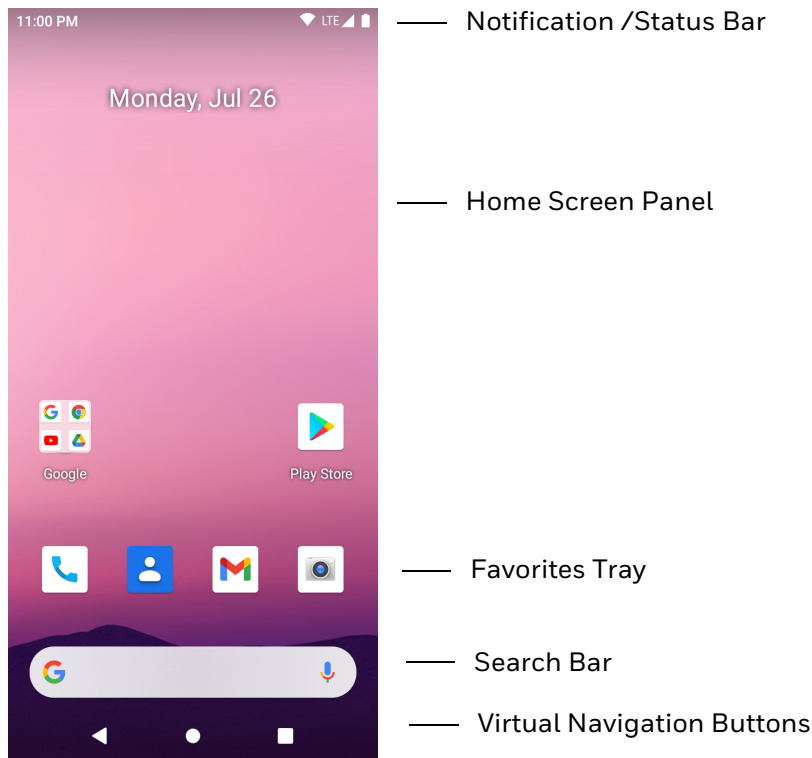 11:00 PM LTE
Notification /Status Bar
Monday, Jul 26
Home Screen Panel
Google
Play Store
Favorites Tray
Search Bar
Virtual Navigation Buttons